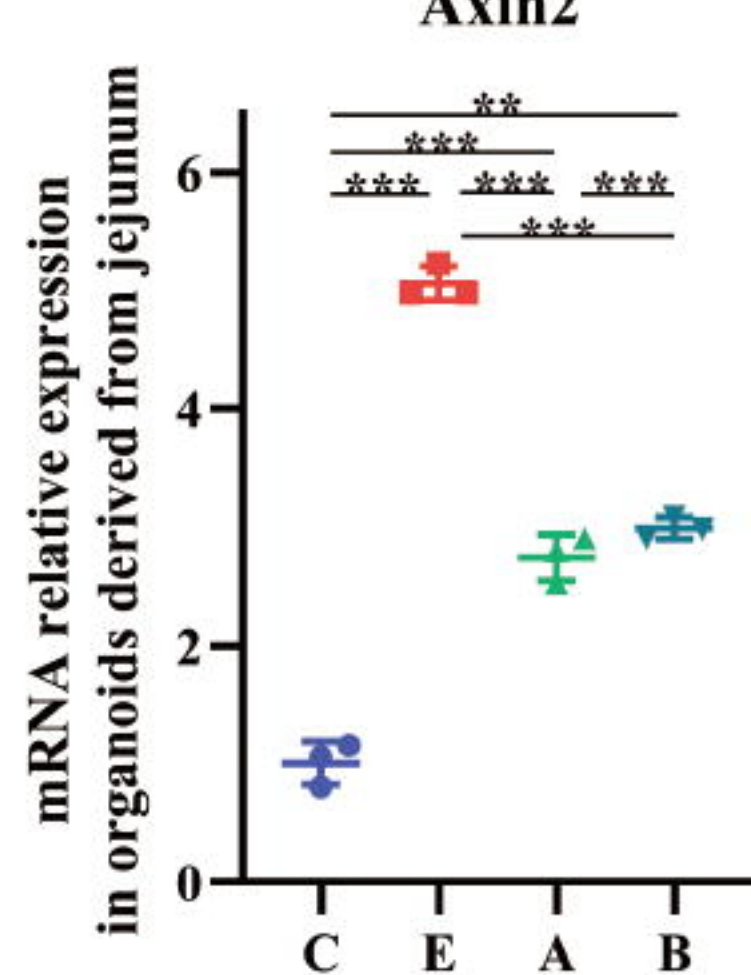 Axin2
**
***
6
*** *** ***
***
mRNA relative expression
in organoids derived from jejunum
4
2
0
C E A B